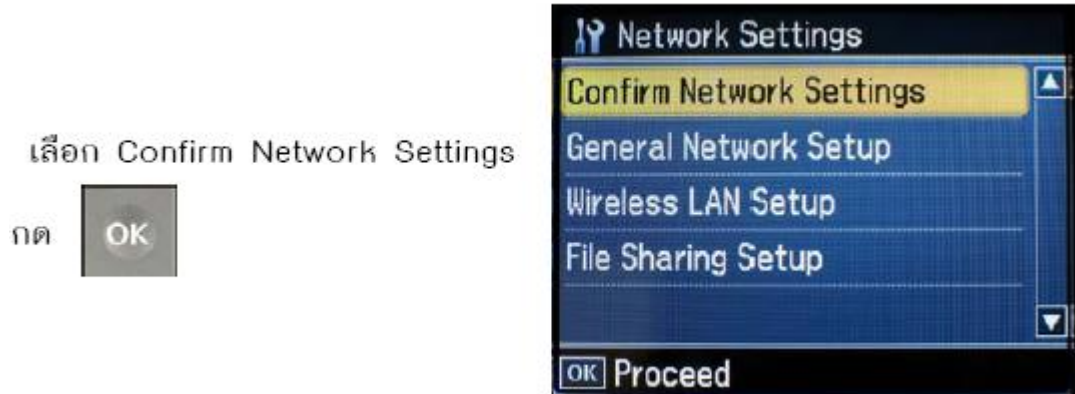 เลือก Confirm Network Settings
กด OK
Network Settings
Confirm Network Settings
General Network Setup
Wireless LAN Setup
File Sharing Setup
OK Proceed